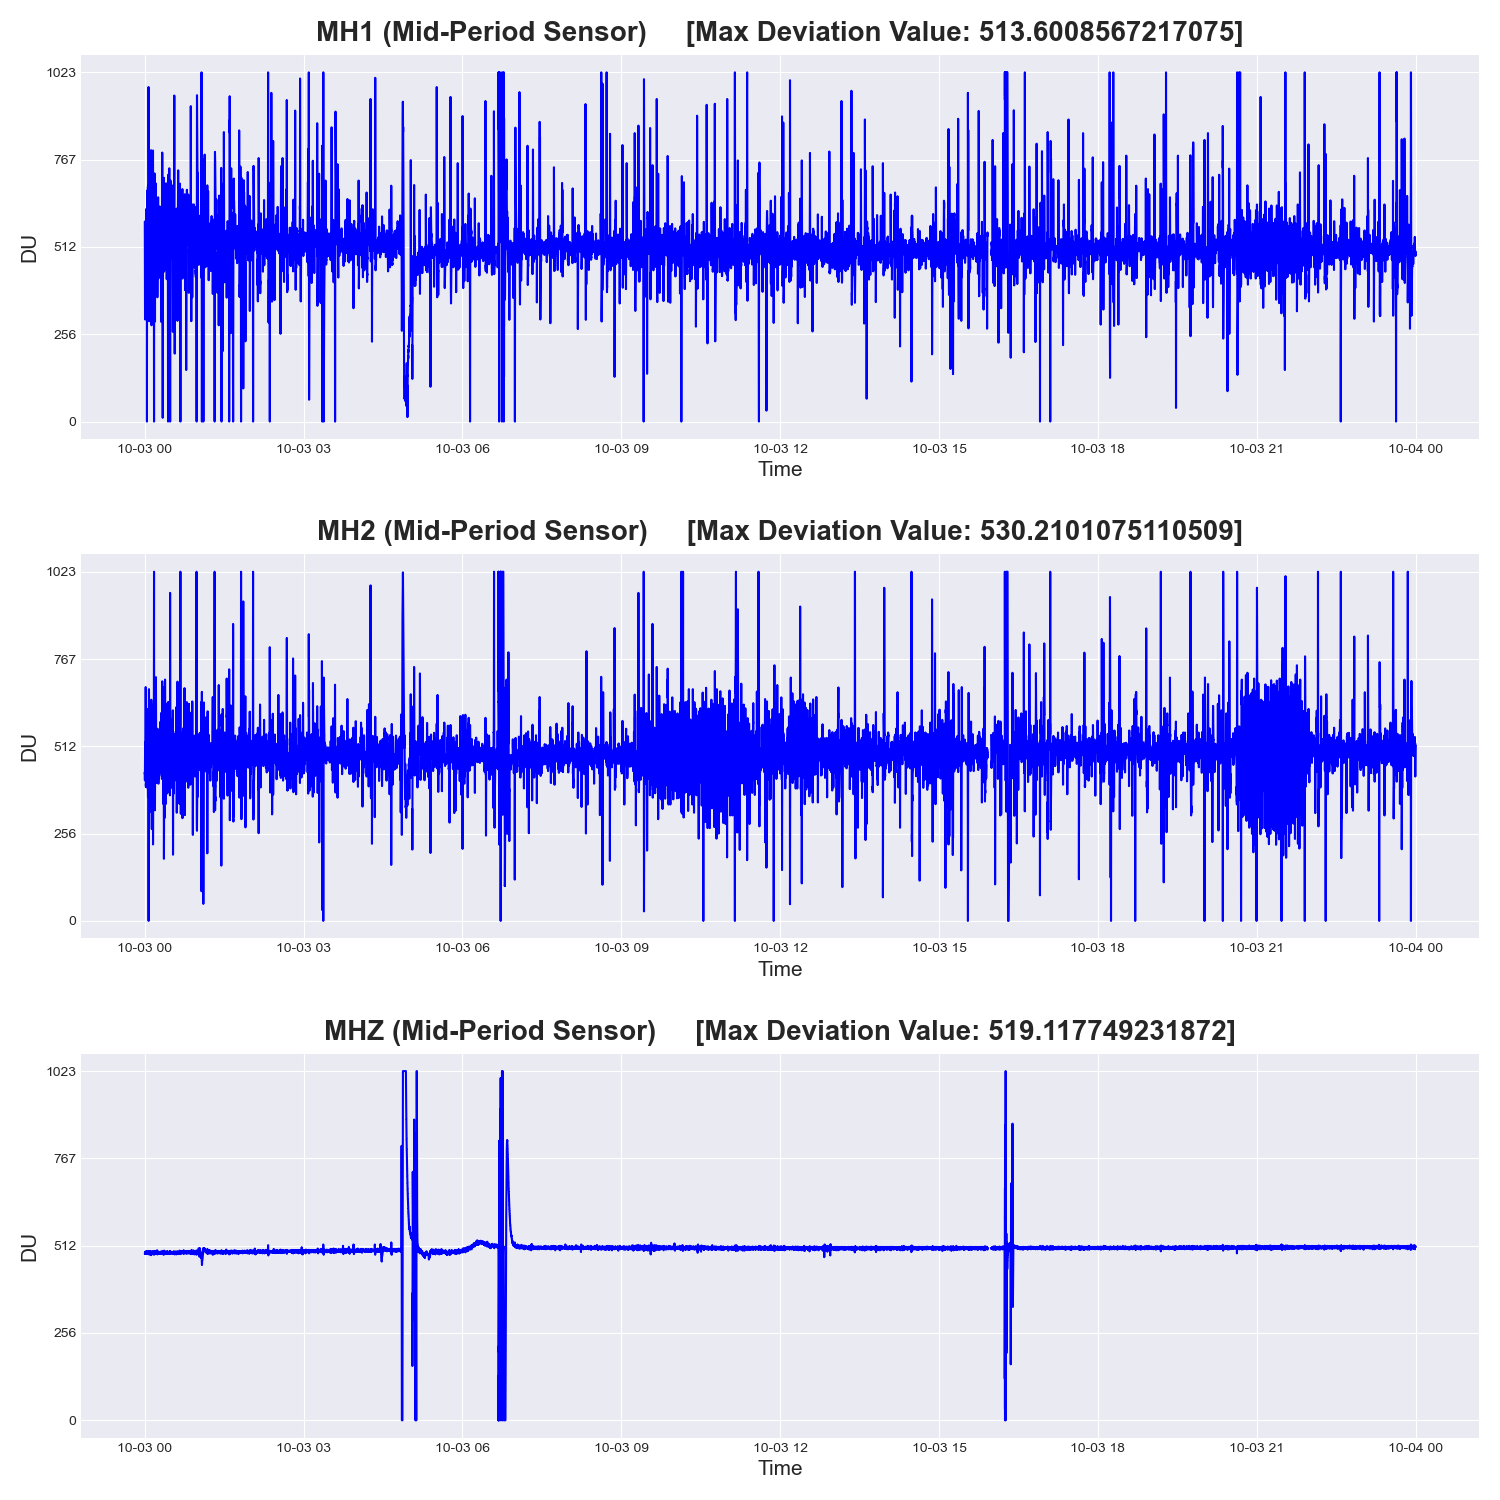 MH1 (Mid-Period Sensor) [Max Deviation Value: 513.6008567217075]
1023
767
512
256
0
DU
10-03 00 10-03 03 10-03 06 10-03 09 10-03 12 10-03 15 10-03 18 10-03 21 10-04 00
Time
MH2 (Mid-Period Sensor) [Max Deviation Value: 530.2101075110509]
1023
767
512
256
0
DU
10-03 00 10-03 03 10-03 06 10-03 09 10-03 12 10-03 15 10-03 18 10-03 21 10-04 00
Time
MHZ (Mid-Period Sensor) [Max Deviation Value: 519.117749231872]
1023
767
512
256
0
DU
10-03 00 10-03 03 10-03 06 10-03 09 10-03 12 10-03 15 10-03 18 10-03 21 10-04 00
Time